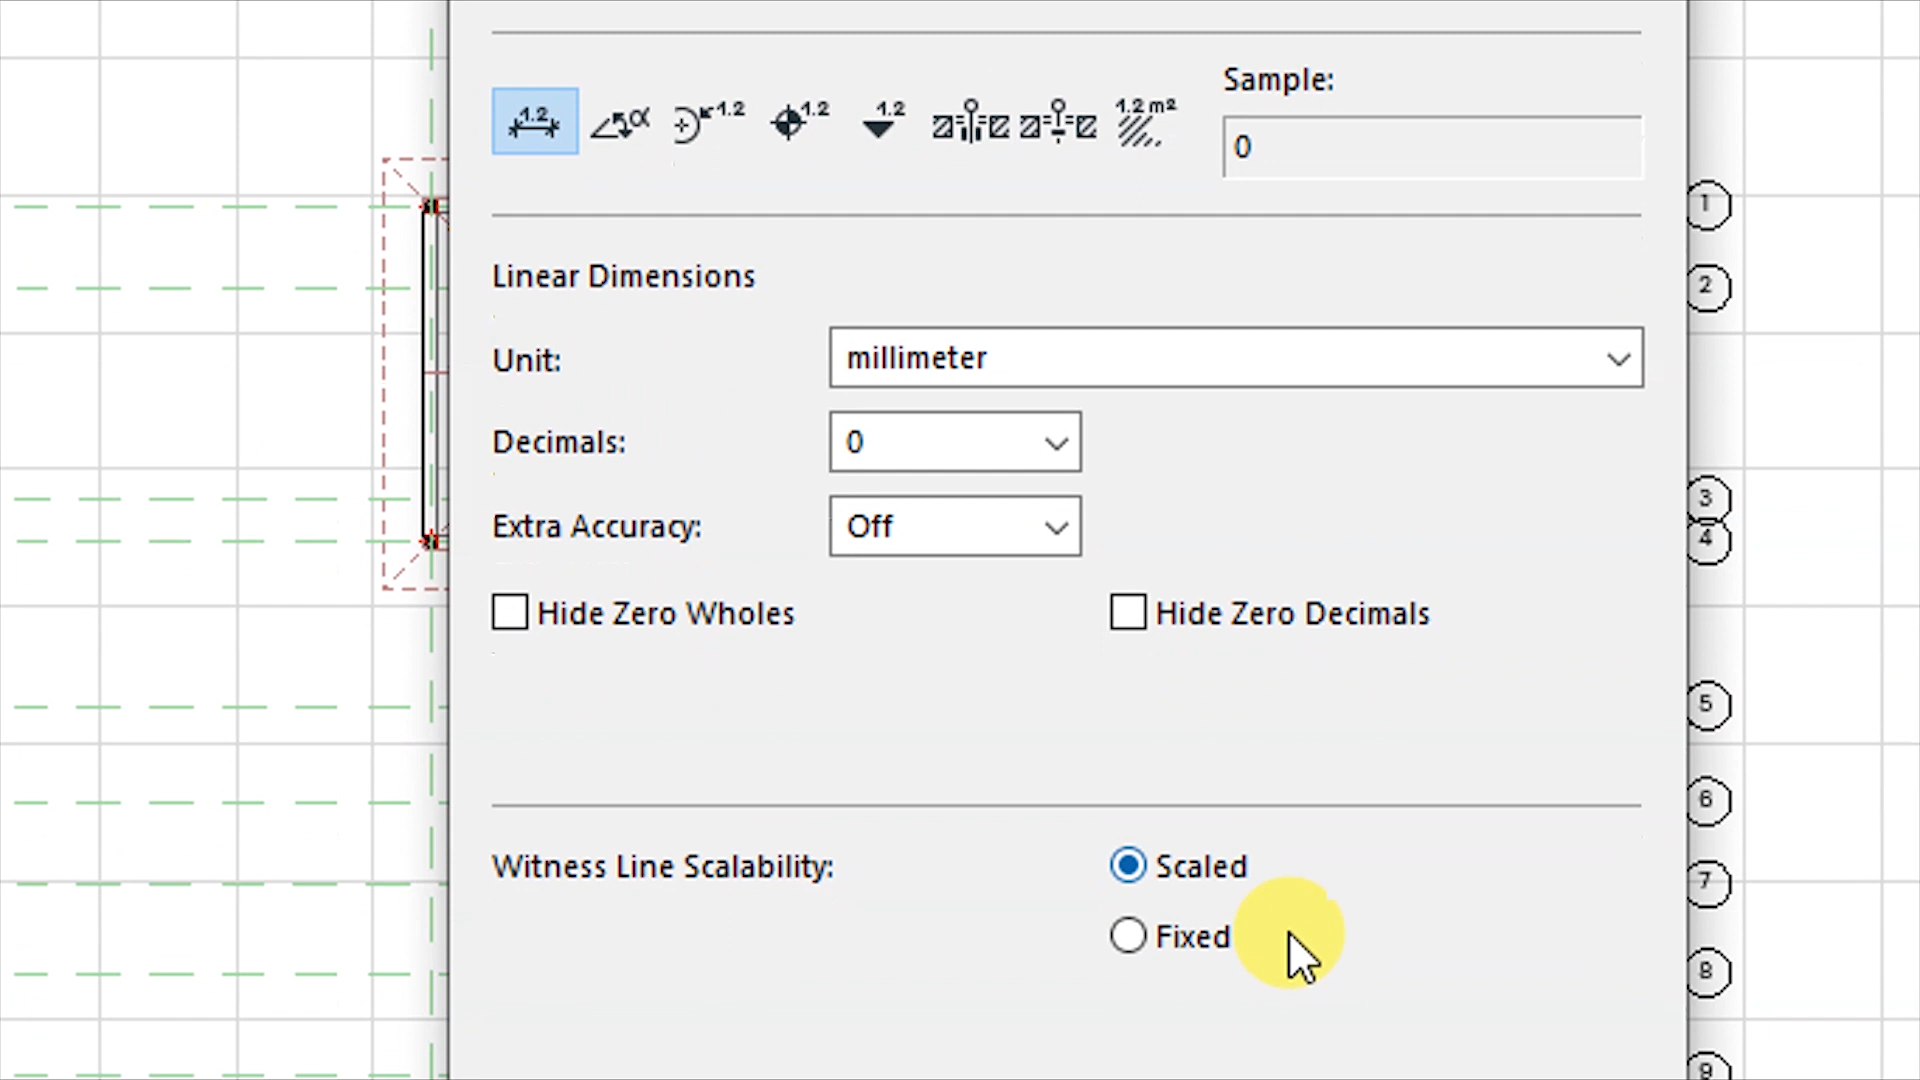 Sample:
1.2
α
1.2
1.2
1.2
1.2 m²
0
1
2
Linear Dimensions
Unit:
millimeter
Decimals:
0
Extra Accuracy:
Off
3
4
Hide Zero Wholes
Hide Zero Decimals
5
6
Witness Line Scalability:
Scaled
7
Fixed
8
9